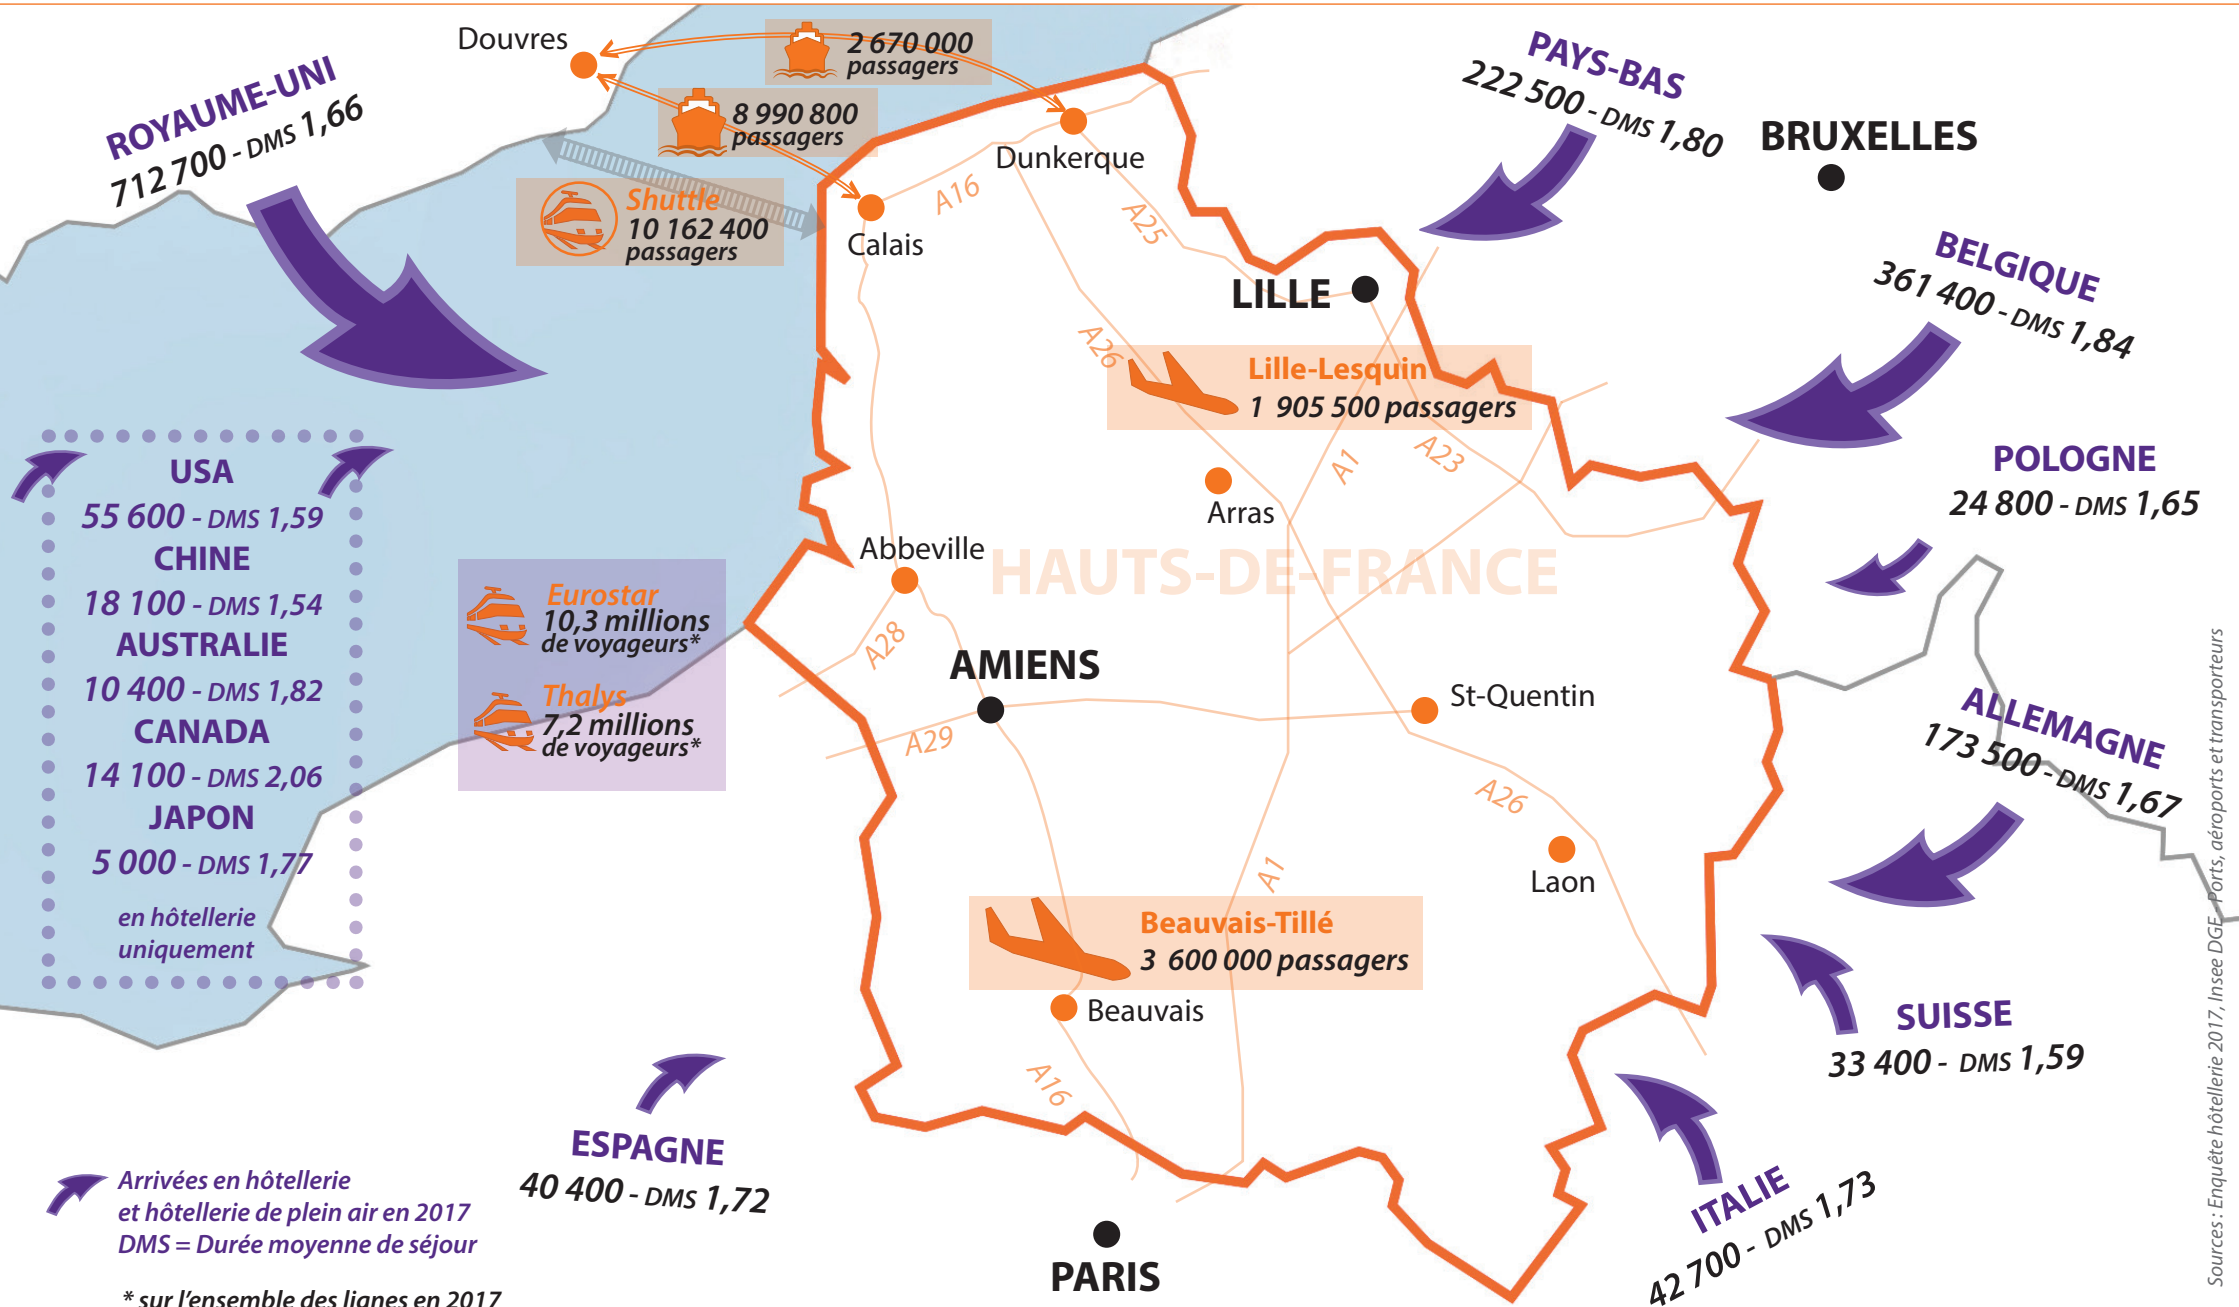 Douvres
2 670 000
passagers
8 990 800
passagers
ROYAUME-UNI
712 700 - DMS 1,66
Shuttle
10 162 400
passagers
Dunkerque
Calais
A16
A25
PAYS-BAS
222 500 - DMS 1,80
BRUXELLES
BELGIQUE
361 400 - DMS 1,84
LILLE
A26
Lille-Lesquin
1 905 500 passagers
A1
A23
POLOGNE
24 800 - DMS 1,65
USA
55 600 - DMS 1,59
CHINE
18 100 - DMS 1,54
AUSTRALIE
10 400 - DMS 1,82
CANADA
14 100 - DMS 2,06
JAPON
5 000 - DMS 1,77
en hôtellerie
uniquement
Arras
Abbeville
HAUTS-DE-FRANCE
Eurostar
10,3 millions
de voyageurs*
Thalys
7,2 millions
de voyageurs*
A28
AMIENS
A29
St-Quentin
A26
Laon
ALLEMAGNE
173 500 - DMS 1,67
A1
Beauvais-Tillé
3 600 000 passagers
Beauvais
A16
SUISSE
33 400 - DMS 1,59
ESPAGNE
40 400 - DMS 1,72
ITALIE
42 700 - DMS 1,73
PARIS
Arrivées en hôtellerie
et hôtellerie de plein air en 2017
DMS = Durée moyenne de séjour
* sur l'ensemble des lignes en 2017
Sources : Enquête hôtellerie 2017, Insee DGE - Ports, aéroports et transporteurs